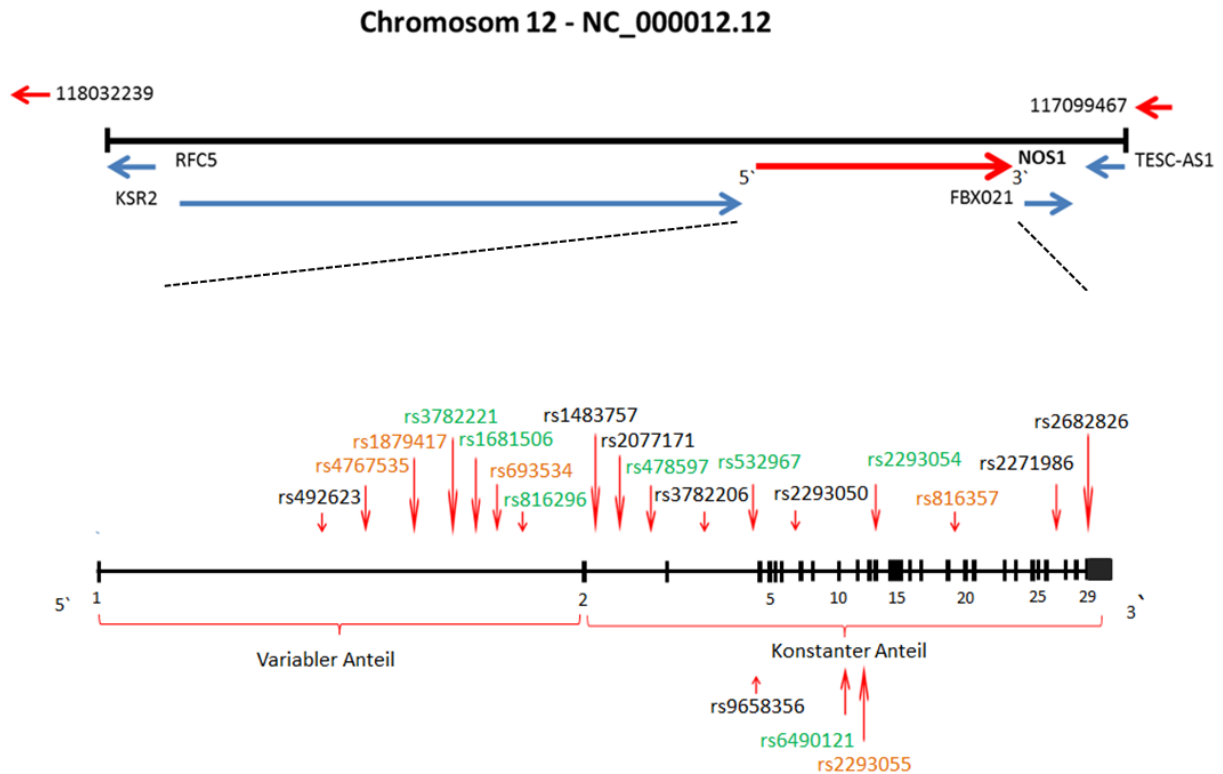 Chromosom 12 - NC_000012.12
118032239
117099467
RFC5
NOS1
TESC-AS1
5`
3`
KSR2
FBX021
rs3782221
rs1483757
rs2682826
rs1879417
rs1681506
rs2077171
rs4767535
rs693534
rs478597
rs532967
rs2293054
rs2271986
rs492623
rs816296
rs3782206
rs2293050
rs816357
5`
1
2
5
10
15
20
25
29
3`
Variabler Anteil
Konstanter Anteil
rs9658356
rs6490121
rs2293055